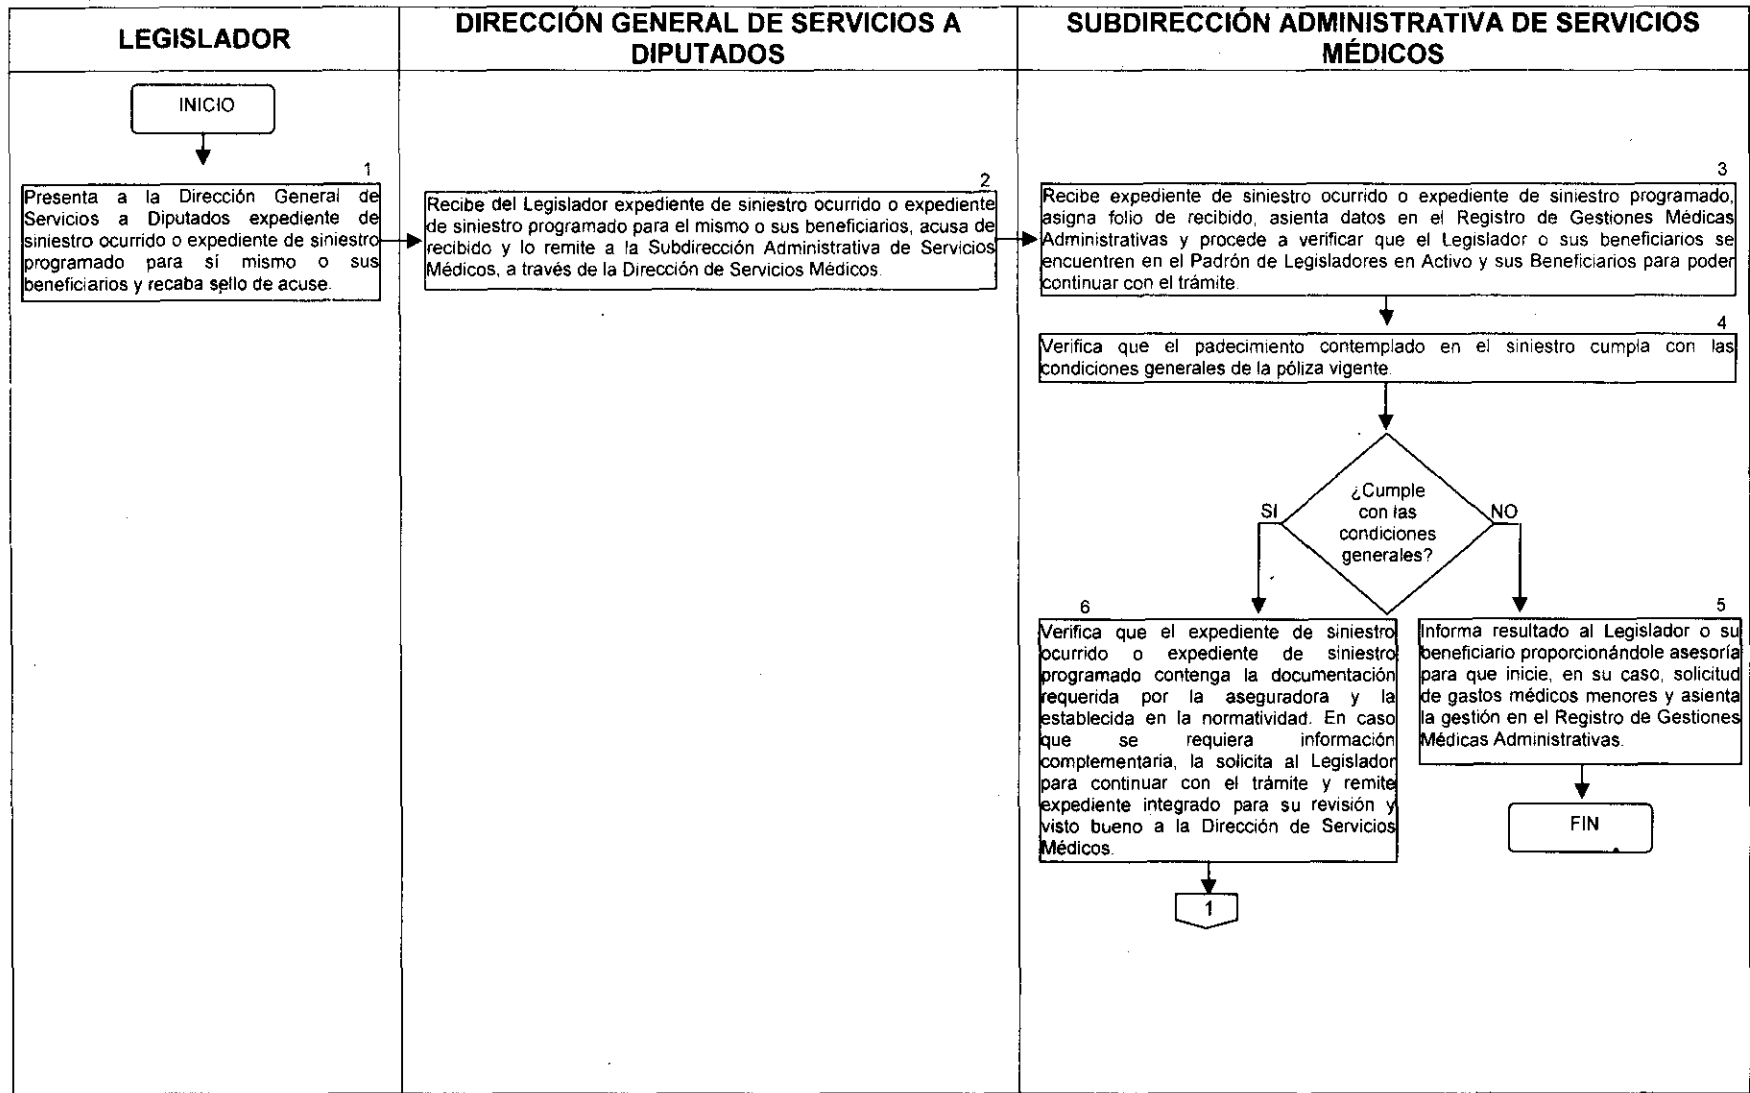 LEGISLADOR
DIRECCIÓN GENERAL DE SERVICIOS A
DIPUTADOS
SUBDIRECCIÓN ADMINISTRATIVA DE SERVICIOS
MÉDICOS
INICIO
1
Presenta a la Dirección General de
Servicios a Diputados expediente de
siniestro ocurrido o expediente de siniestro
programado para sí mismo o sus
beneficiarios y recaba sello de acuse.
2
Recibe del Legislador expediente de siniestro ocurrido o expediente
de siniestro programado para el mismo o sus beneficiarios, acusa de
recibido y lo remite a la Subdirección Administrativa de Servicios
Médicos, a través de la Dirección de Servicios Médicos.
3
Recibe expediente de siniestro ocurrido o expediente de siniestro programado,
asigna folio de recibido, asienta datos en el Registro de Gestiones Médicas
Administrativas y procede a verificar que el Legislador o sus beneficiarios se
encuentren en el Padrón de Legisladores en Activo y sus Beneficiarios para poder
continuar con el trámite.
4
Verifica que el padecimiento contemplado en el siniestro cumpla con las
condiciones generales de la póliza vigente.
¿Cumple
con las
condiciones
generales?
SI
NO
6
Verifica que el expediente de siniestro
ocurrido o expediente de siniestro
programado contenga la documentación
requerida por la aseguradora y la
establecida en la normatividad. En caso
que se requiera información
complementaria, la solicita al Legislador
para continuar con el trámite y remite
expediente integrado para su revisión y
visto bueno a la Dirección de Servicios
Médicos.
1
5
Informa resultado al Legislador o su
beneficiario proporcionándole asesoría
para que inicie, en su caso, solicitud
de gastos médicos menores y asienta
la gestión en el Registro de Gestiones
Médicas Administrativas.
FIN